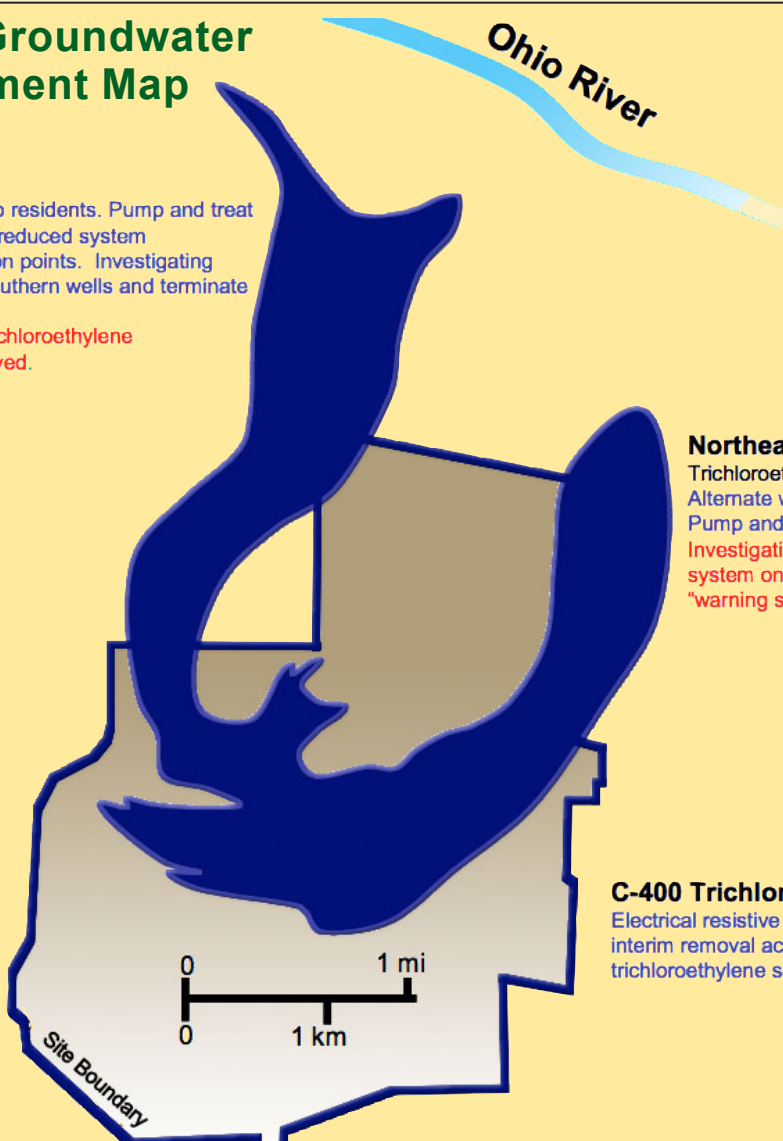 Groundwater
ment Map
Ohio River
o residents. Pump and treat
reduced system
on points. Investigating
uthern wells and terminate
chloroethylene
ved.
Northea
Trichloroet
Alternate w
Pump and
Investigati
system on
“warning s
C-400 Trichlor
Electrical resistive
interim removal ac
trichloroethylene s
0 1 mi
0 1 km
Site Boundary